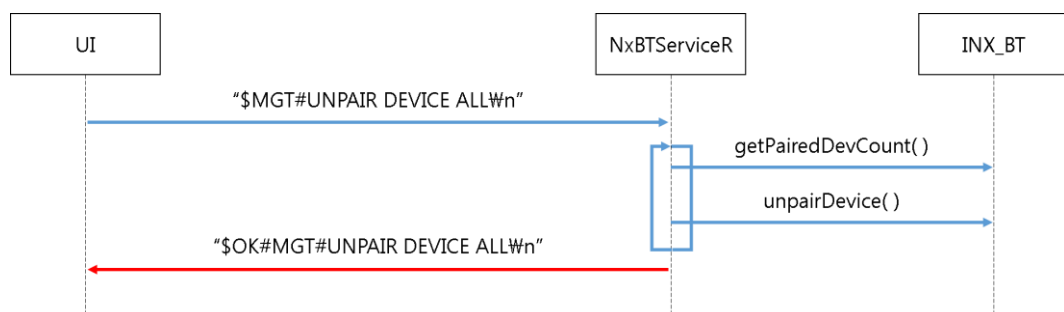 UI
NxBTServiceR
INX_BT
“$MGT#UNPAIR DEVICE ALL₩n”
getPairedDevCount( )
unpairDevice( )
“$OK#MGT#UNPAIR DEVICE ALL₩n”